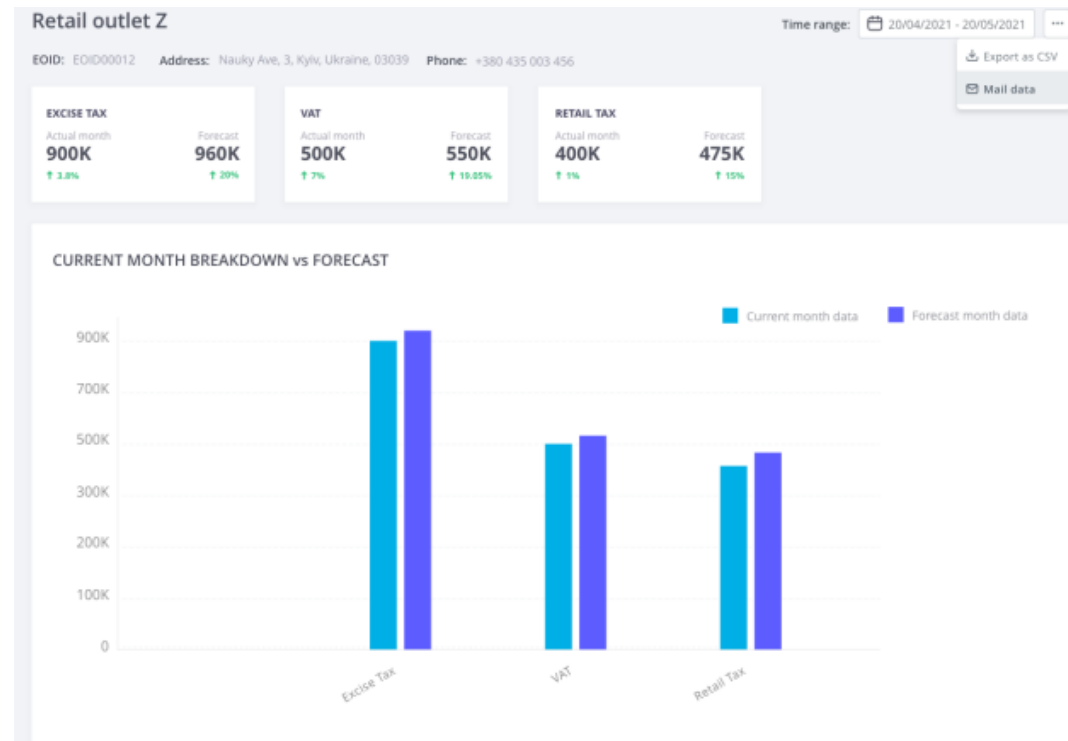 Retail outlet Z
Time range: 20/04/2021 - 20/05/2021 ...
EOID: EOID00012 Address: Nauky Ave, 3, Kyiv, Ukraine, 03039 Phone: +380 435 003 456
Export as CSV
Mail data
EXCISE TAX
Actual month Forecast
900K 960K
↑ 3.8% ↑ 20%
VAT
Actual month Forecast
500K 550K
↑ 7% ↑ 19.05%
RETAIL TAX
Actual month Forecast
400K 475K
↑ 1% ↑ 15%
CURRENT MONTH BREAKDOWN vs FORECAST
Current month data Forecast month data
900K
700K
500K
300K
200K
100K
0
Excise Tax
VAT
Retail Tax